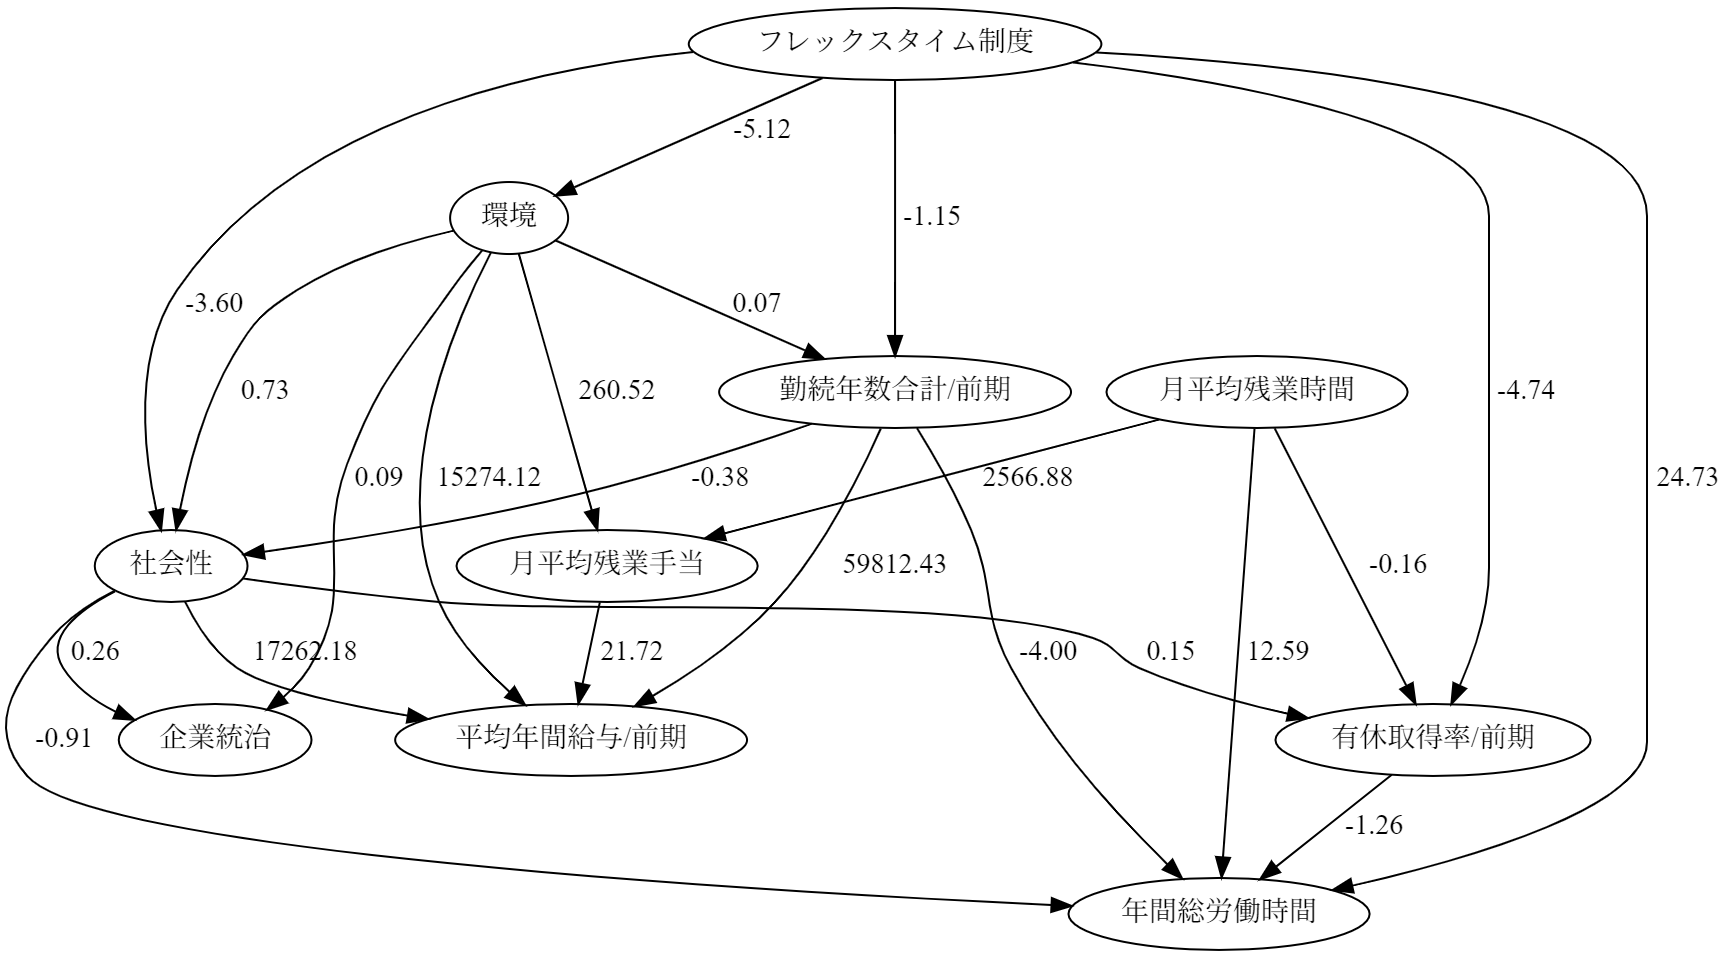 フレックスタイム制度
-5.12
環境
-1.15
-3.60
0.73
0.07
勤続年数合計/前期
月平均残業時間
-4.74
260.52
0.09
15274.12
-0.38
2566.88
24.73
社会性
月平均残業手当
59812.43
-0.16
0.26
17262.18
21.72
-4.00
12.59
0.15
-0.91
企業統治
平均年間給与/前期
有休取得率/前期
-1.26
年間総労働時間